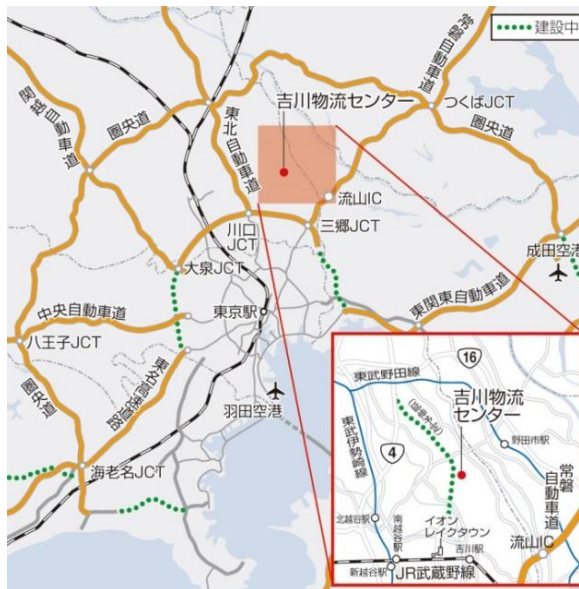 建設中
常磐自動車道
関越自動車道
圏央道
東北自動車道
吉川物流センター
つくばJCT
圏央道
流山IC
三郷JCT
川口
JCT
大泉JCT
成田空港
東関東自動車道
中央自動車道
東京駅
八王子JCT
東名高速道路
羽田空港
圏央道
海老名JCT
16
東武野田線
吉川物流
センター
東武伊勢崎線
4
野田市駅
常磐
自動車道
北越谷駅
南越谷駅
イオン
レイクタウン
吉川駅
流山IC
新越谷駅
JR武蔵野線